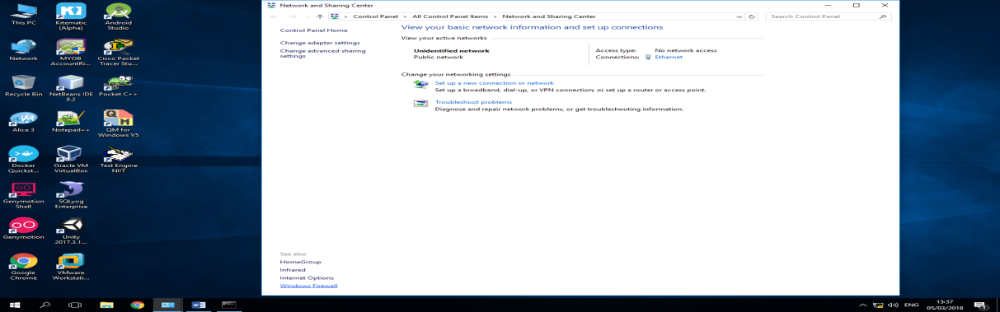 This PC
Kitematic
(Alpha)
Android
Studio
Network
MYOB
AccountRi...
Cisco Packet
Tracer Stu...
Recycle Bin
NetBeans IDE
8.2
Pocket C++
Alice 3
Notepad++
QM for
Windows V5
Docker
Quickst...
Oracle VM
VirtualBox
Test Engine
NIIT
Genymotion
Shell
SQLyog
Enterprise
Genymotion
Unity
2017.3.1...
Google
Chrome
VMware
Workstati...
Network and Sharing Center
Control Panel > All Control Panel Items > Network and Sharing Center
Search Control Panel
Control Panel Home
Change adapter settings
Change advanced sharing
settings
View your basic network information and set up connections
View your active networks
Unidentified network
Public network
Access type: No network access
Connections: Ethernet
Change your networking settings
Set up a new connection or network
Set up a broadband, dial-up, or VPN connection; or set up a router or access point.
Troubleshoot problems
Diagnose and repair network problems, or get troubleshooting information.
See also
HomeGroup
Infrared
Internet Options
Windows Firewall
ENG
13:37
05/03/2018